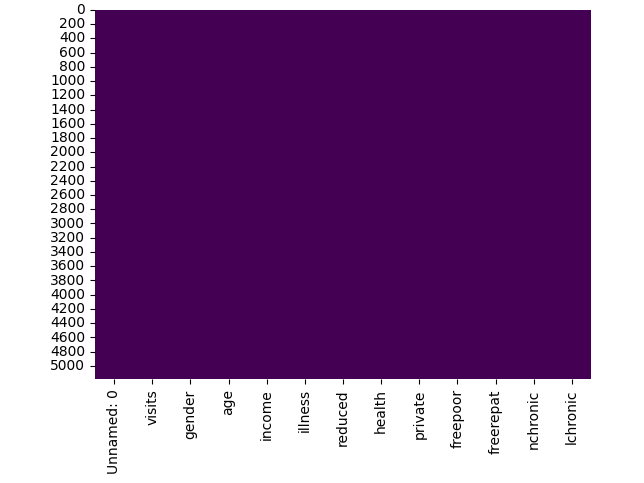 0
200
400
600
800
1000
1200
1400
1600
1800
2000
2200
2400
2600
2800
3000
3200
3400
3600
3800
4000
4200
4400
4600
4800
5000
Unnamed: 0
visits
gender
age
income
illness
reduced
health
private
freepoor
freerepat
nchronic
lchronic